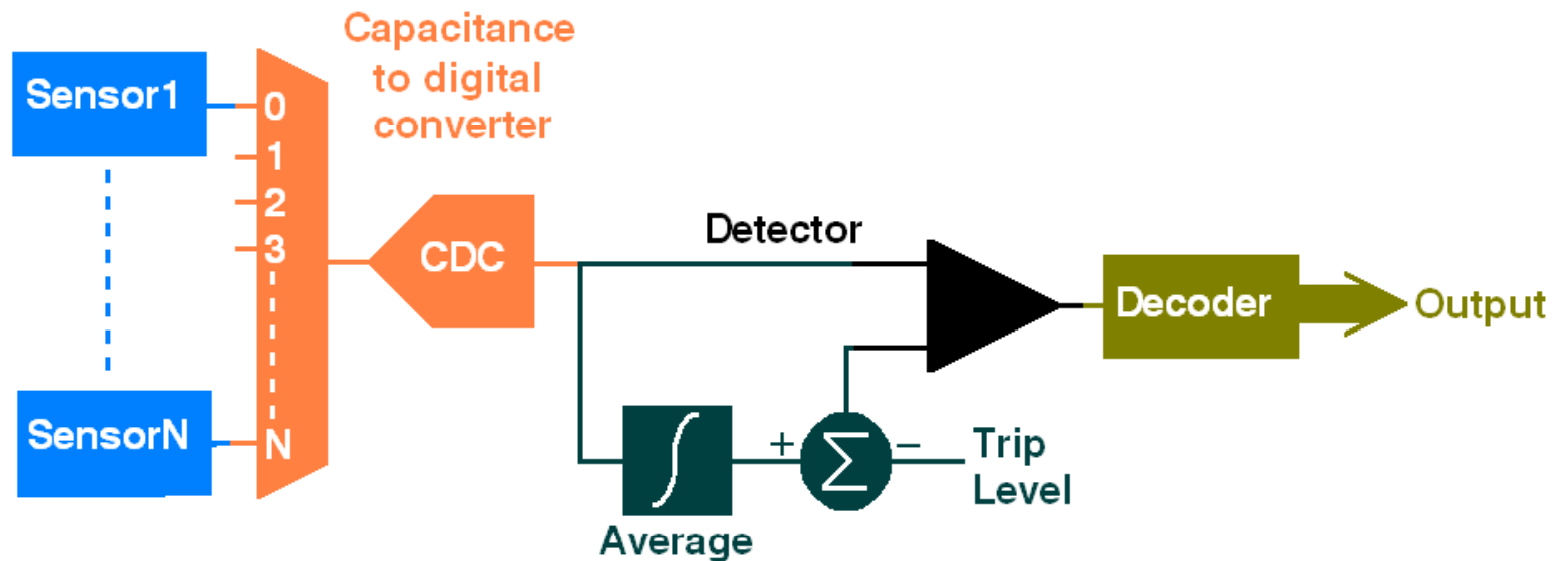 Capacitance
to digital
converter
Sensor1
0
1
2
3
N
SensorN
CDC
Detector
Decoder
Output
∫
Average
+
Σ
−
Trip
Level